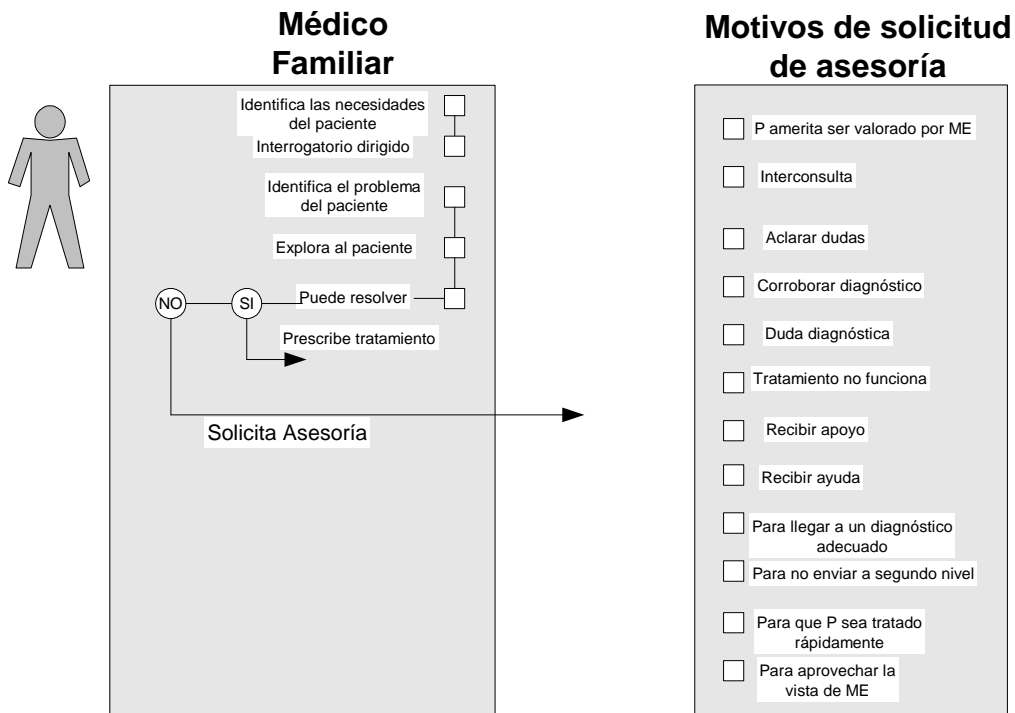 Médico
Familiar
Identifica las necesidades
del paciente
Interrogatorio dirigido
Identifica el problema
del paciente
Explora al paciente
NO
SI
Puede resolver
Prescribe tratamiento
Solicita Asesoría
Motivos de solicitud
de asesoría
P amerita ser valorado por ME
Interconsulta
Aclarar dudas
Corroborar diagnóstico
Duda diagnóstica
Tratamiento no funciona
Recibir apoyo
Recibir ayuda
Para llegar a un diagnóstico
adecuado
Para no enviar a segundo nivel
Para que P sea tratado
rápidamente
Para aprovechar la
vista de ME